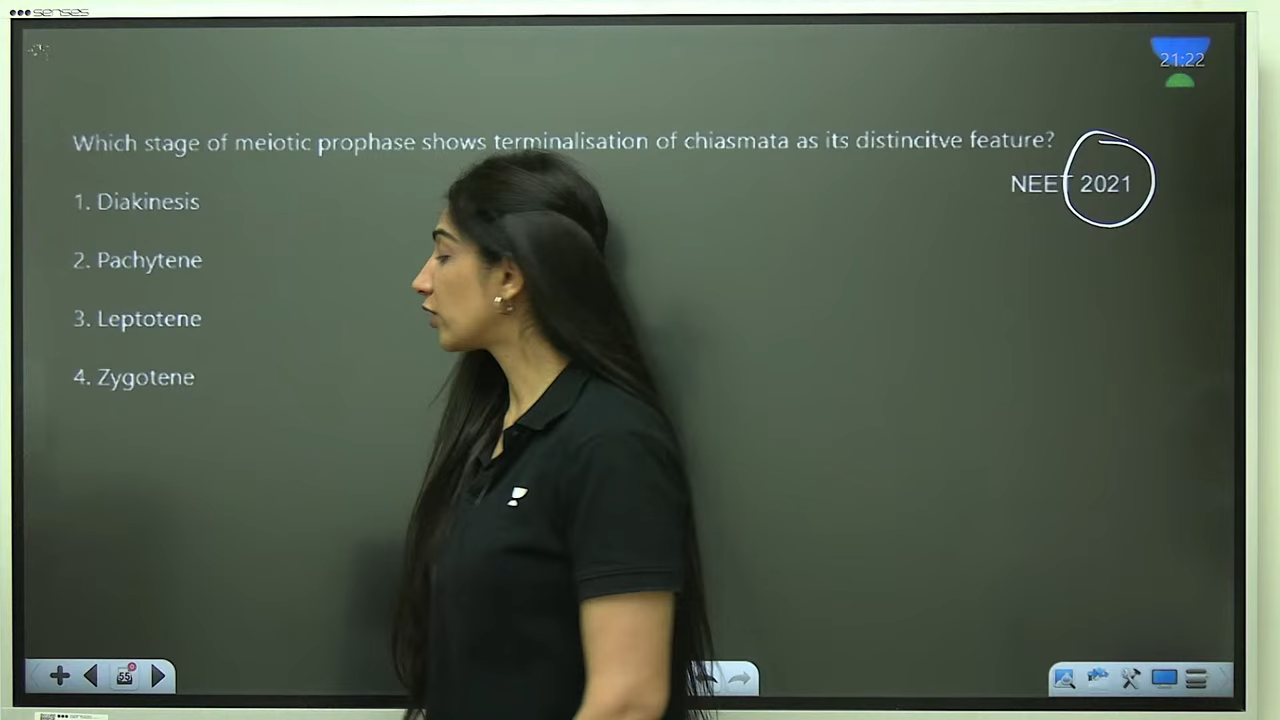 senses
21:22
Which stage of meiotic prophase shows terminalisation of chiasmata as its distincitve feature?
NEET 2021
1. Diakinesis
2. Pachytene
3. Leptotene
4. Zygotene